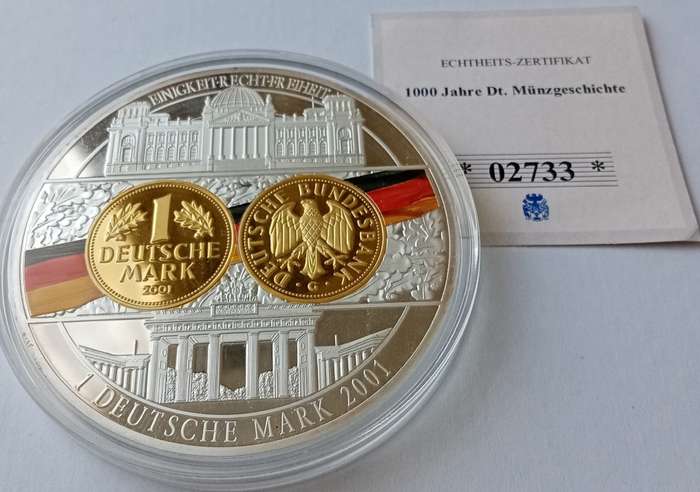 EINIGKEIT·RECHT·FREIHEIT
1
DEUTSCHE
MARK
2001
DEUTSCHE BUNDESBANK
G
1 DEUTSCHE MARK 2001
ECHTHEITS-ZERTIFIKAT
1000 Jahre Dt. Münzgeschichte
* 02733 *